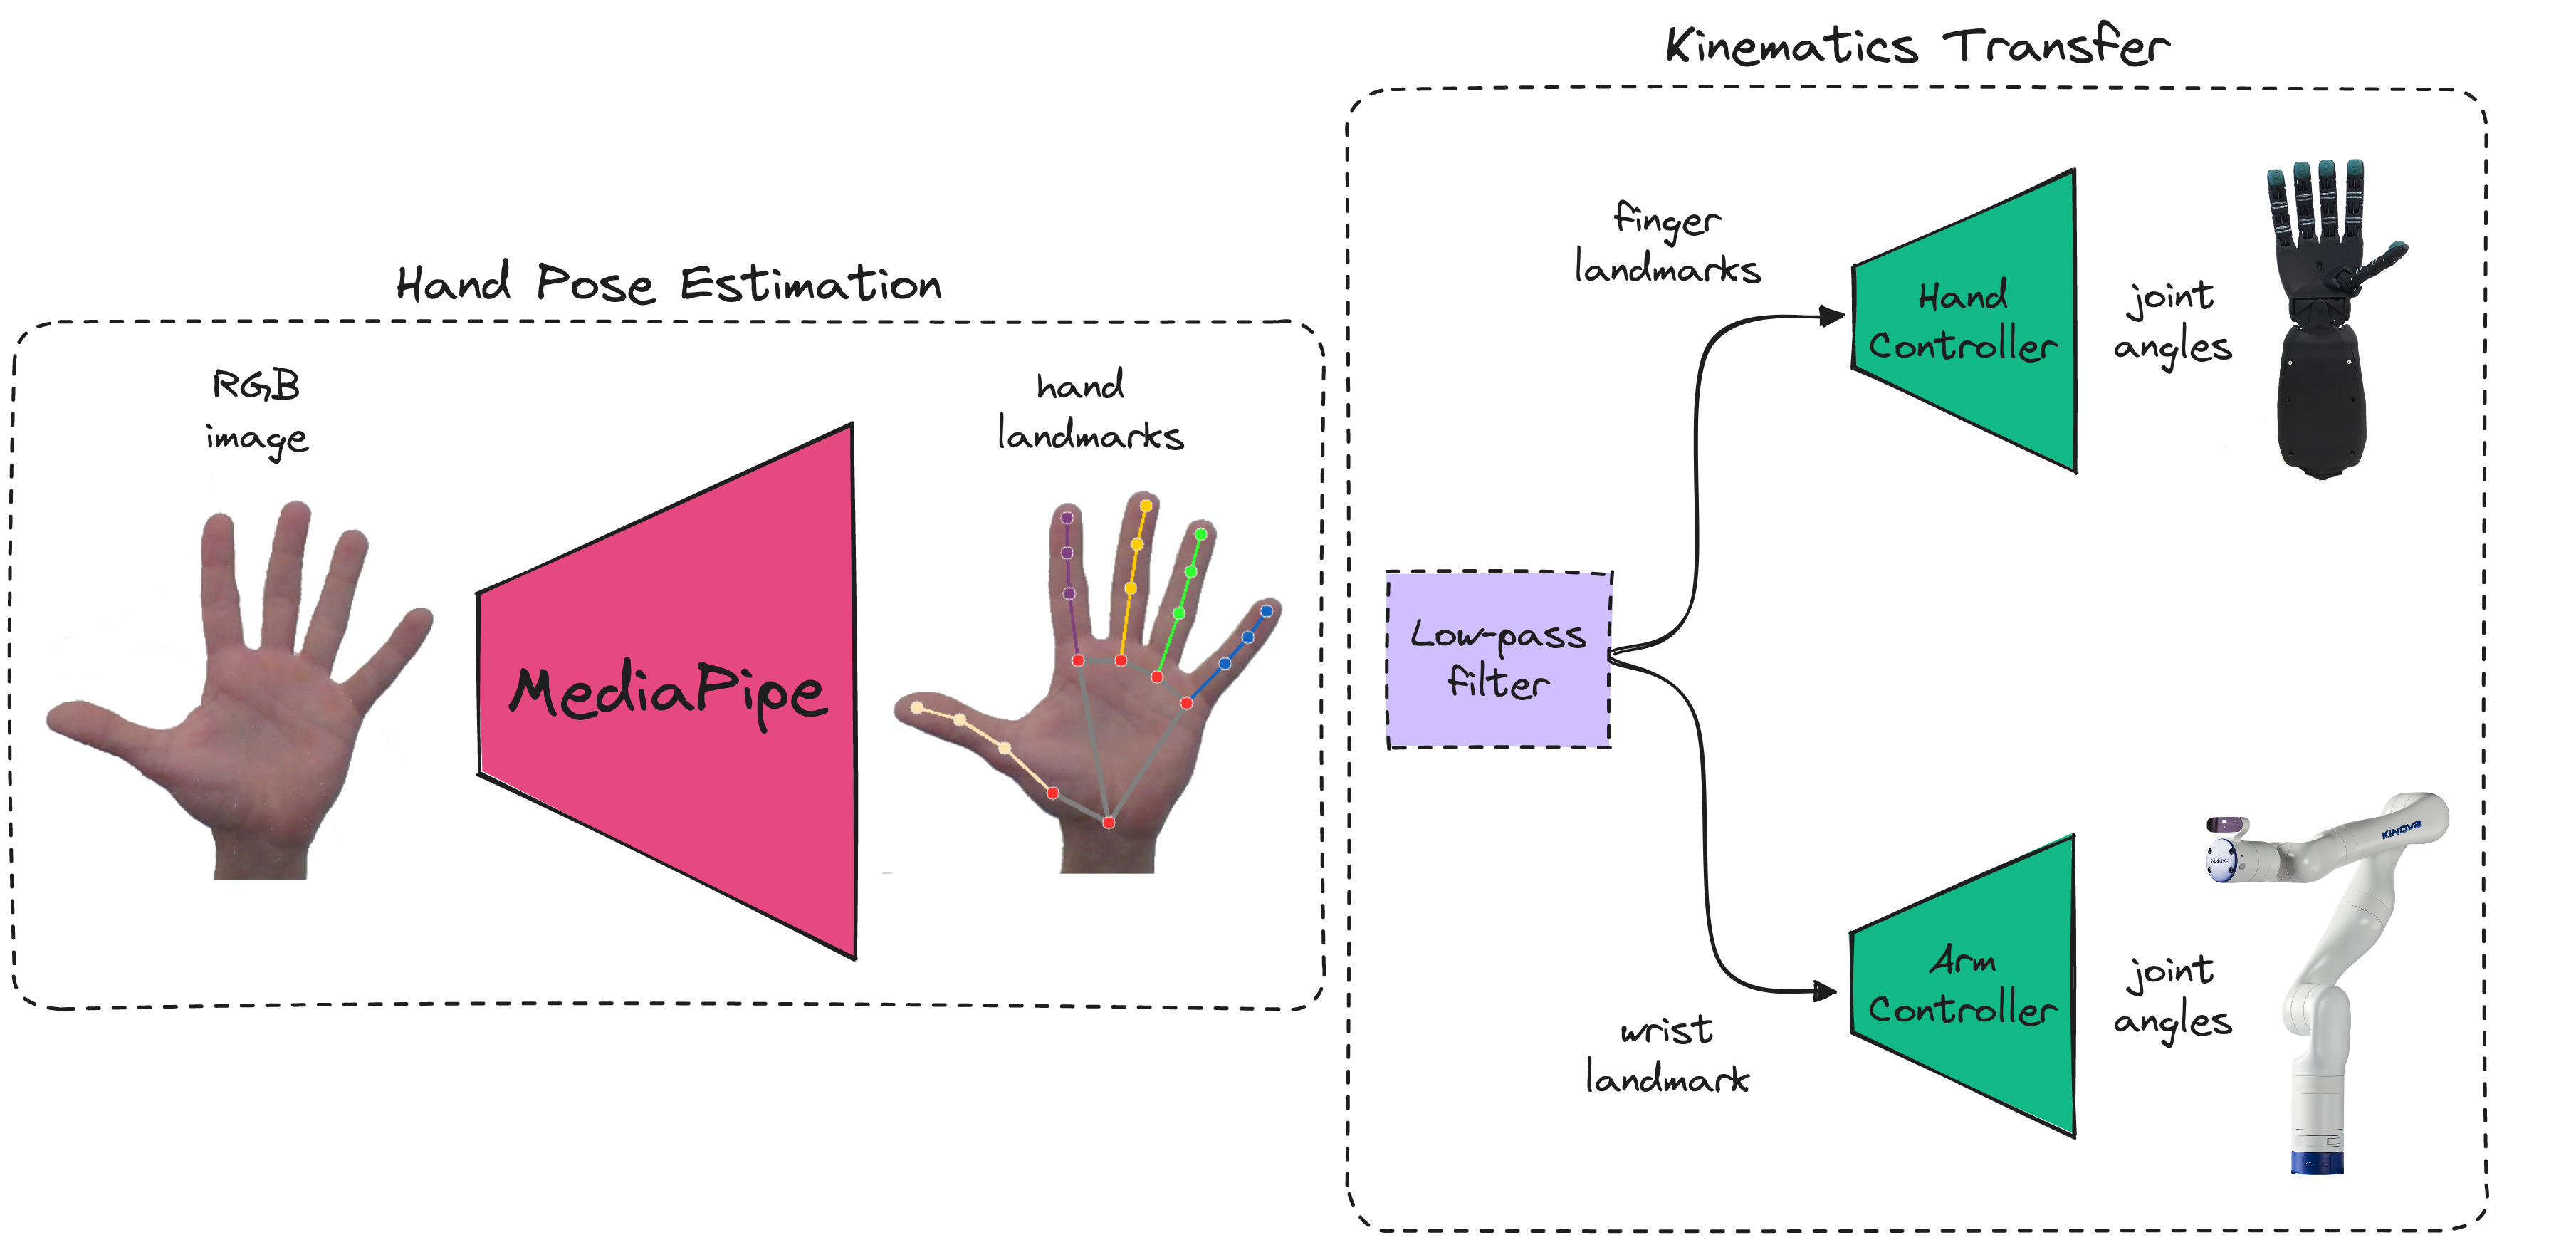 Kinematics Transfer
Hand Pose Estimation
RGB
image
MediaPipe
hand
landmarks
Low-pass
filter
finger
landmarks
Hand
Controller
joint
angles
wrist
landmark
Arm
Controller
joint
angles
KINOVA